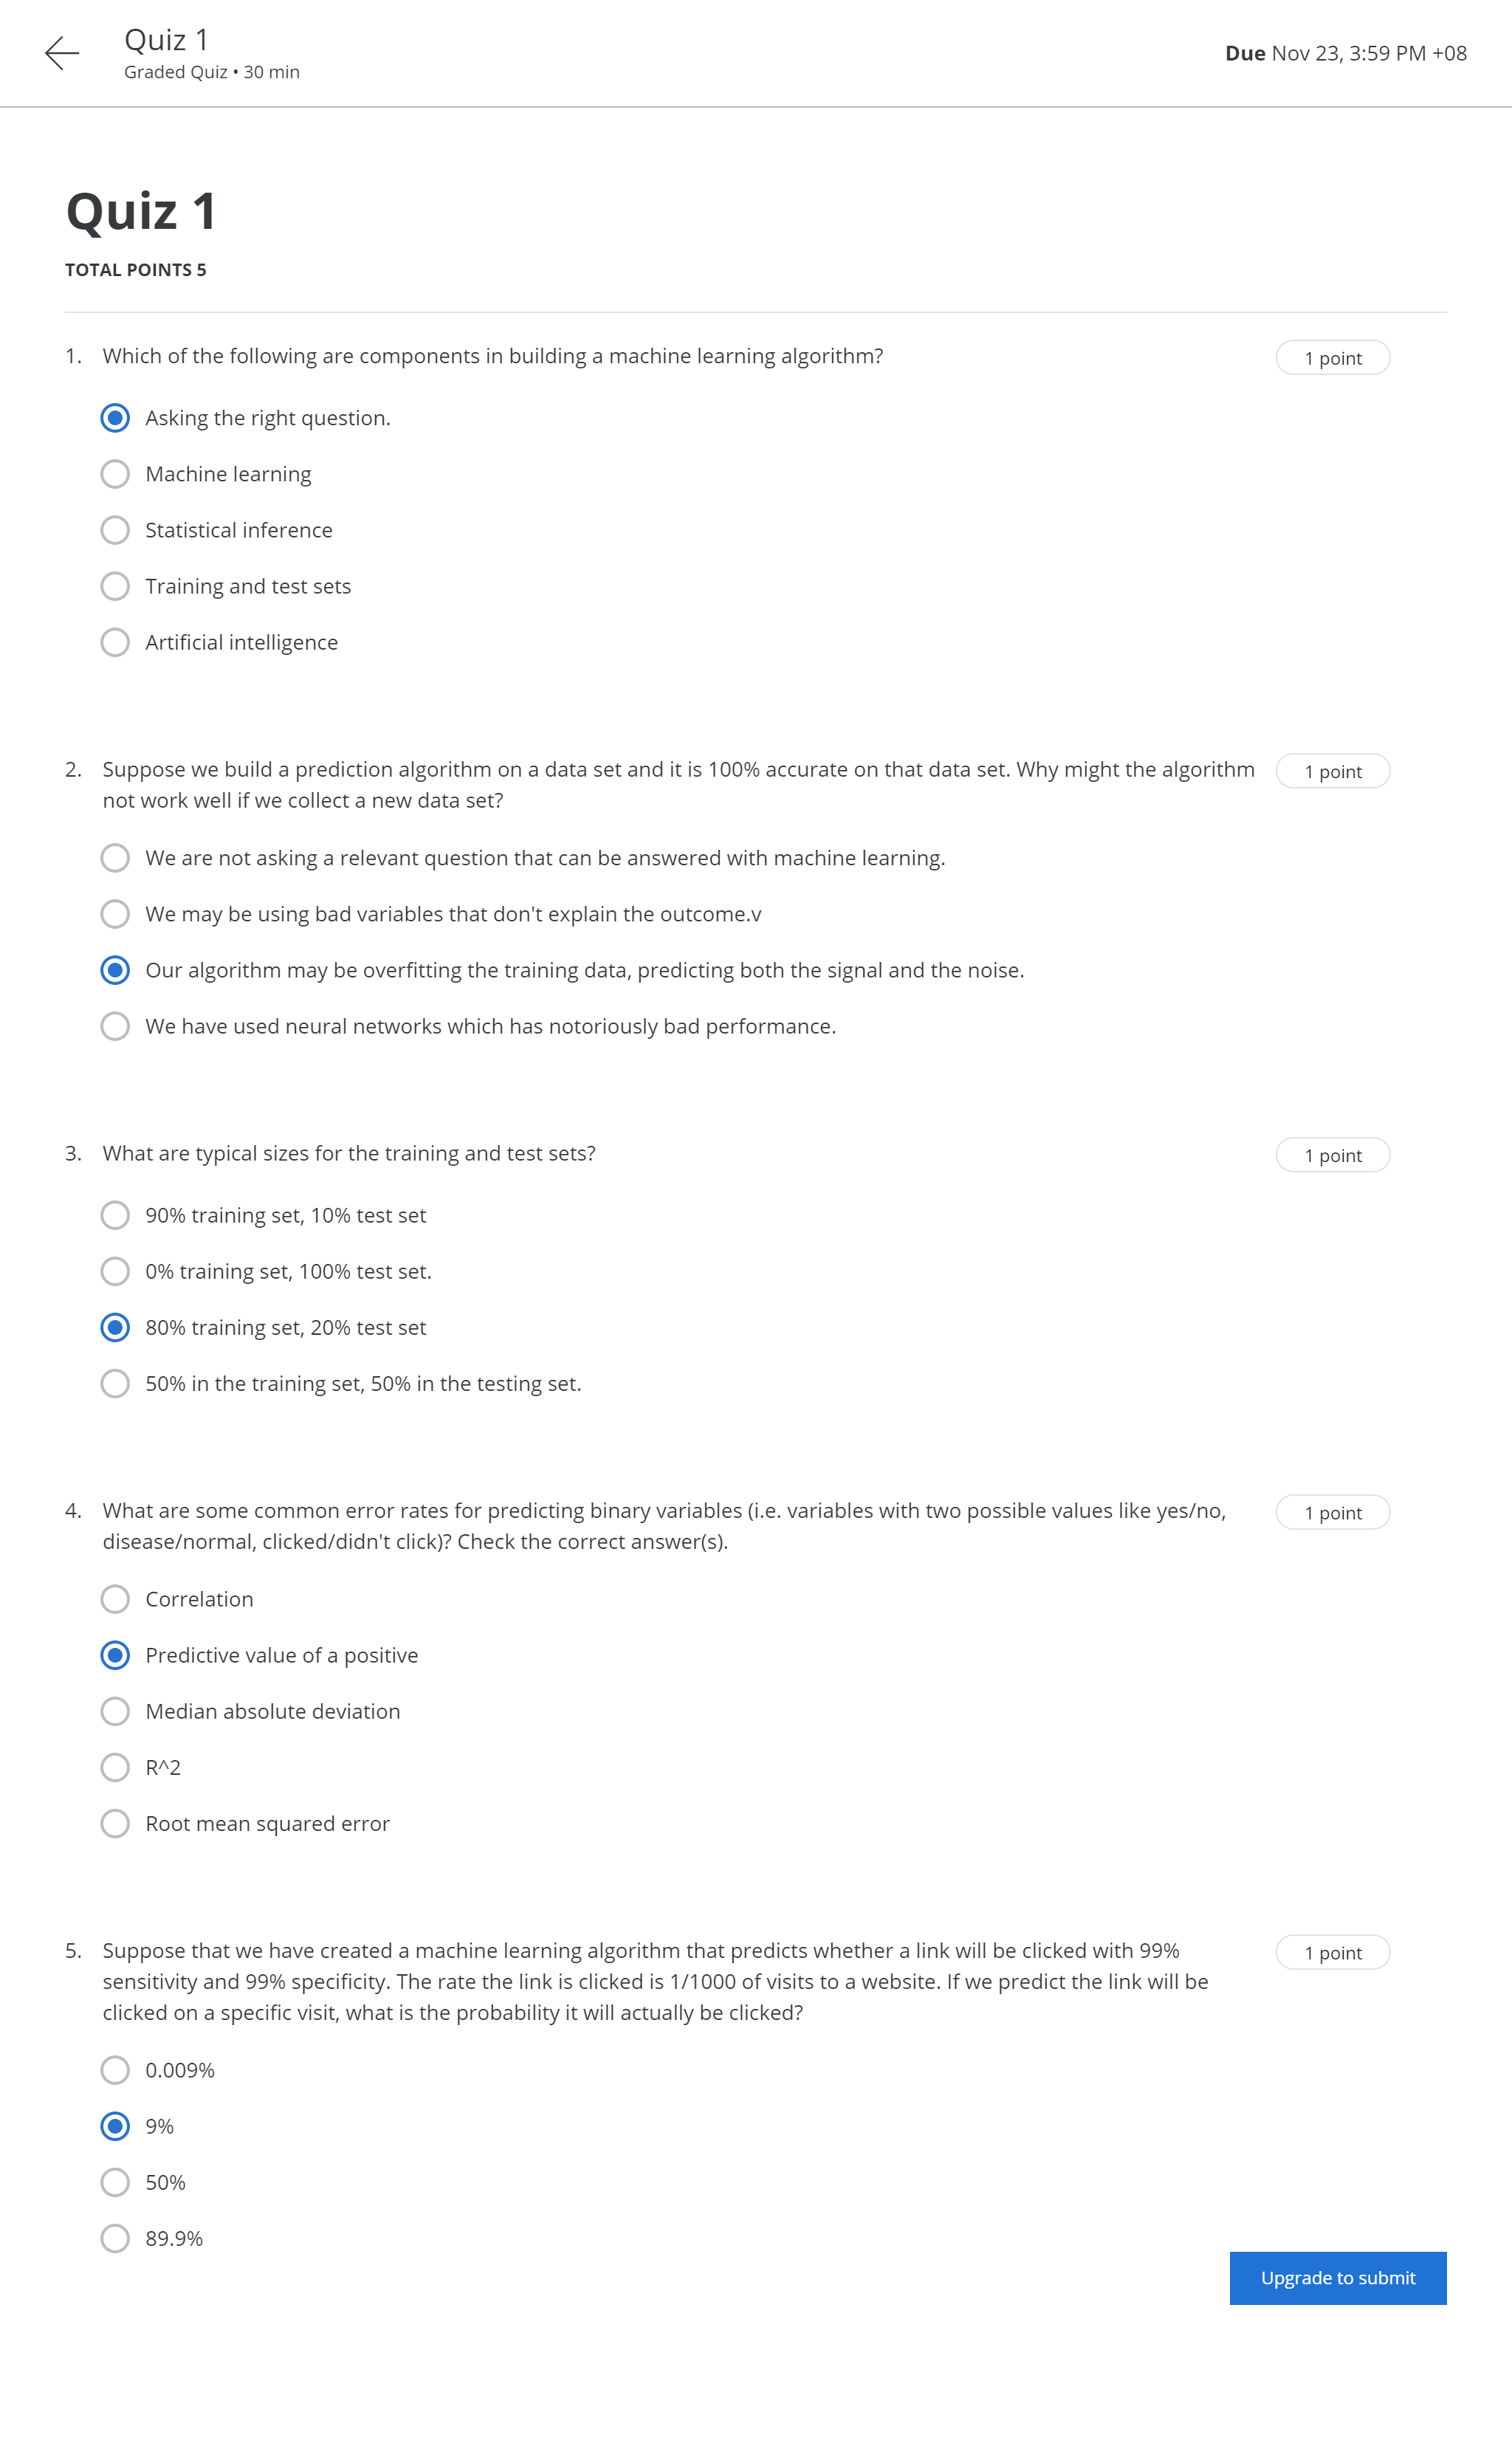 Quiz 1
Graded Quiz • 30 min
Due Nov 23, 3:59 PM +08
Quiz 1
TOTAL POINTS 5
1. Which of the following are components in building a machine learning algorithm?
1 point
Asking the right question.
Machine learning
Statistical inference
Training and test sets
Artificial intelligence
2. Suppose we build a prediction algorithm on a data set and it is 100% accurate on that data set. Why might the algorithm
1 point
not work well if we collect a new data set?
We are not asking a relevant question that can be answered with machine learning.
We may be using bad variables that don't explain the outcome.v
Our algorithm may be overfitting the training data, predicting both the signal and the noise.
We have used neural networks which has notoriously bad performance.
3. What are typical sizes for the training and test sets?
1 point
90% training set, 10% test set
0% training set, 100% test set.
80% training set, 20% test set
50% in the training set, 50% in the testing set.
4. What are some common error rates for predicting binary variables (i.e. variables with two possible values like yes/no,
1 point
disease/normal, clicked/didn't click)? Check the correct answer(s).
Correlation
Predictive value of a positive
Median absolute deviation
R^2
Root mean squared error
5. Suppose that we have created a machine learning algorithm that predicts whether a link will be clicked with 99%
1 point
sensitivity and 99% specificity. The rate the link is clicked is 1/1000 of visits to a website. If we predict the link will be
clicked on a specific visit, what is the probability it will actually be clicked?
0.009%
9%
50%
89.9%
Upgrade to submit